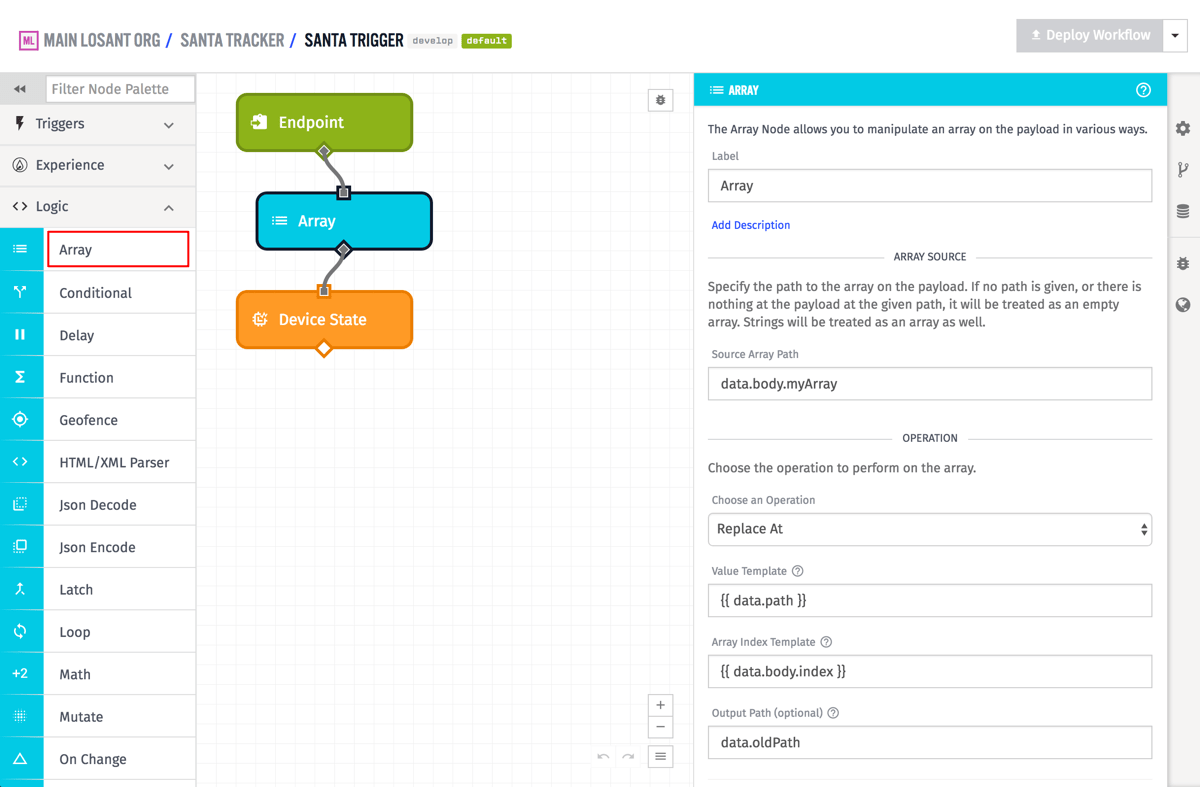 ML MAIN LOSANT ORG / SANTA TRACKER / SANTA TRIGGER develop default
Deploy Workflow
Filter Node Palette
Triggers
Experience
Logic
Array
Conditional
Delay
Function
Geofence
HTML/XML Parser
Json Decode
Json Encode
Latch
Loop
+2 Math
Mutate
On Change
Endpoint
Array
Device State
ARRAY
The Array Node allows you to manipulate an array on the payload in various ways.
Label
Array
Add Description
ARRAY SOURCE
Specify the path to the array on the payload. If no path is given, or there is
nothing at the payload at the given path, it will be treated as an empty
array. Strings will be treated as an array as well.
Source Array Path
data.body.myArray
OPERATION
Choose the operation to perform on the array.
Choose an Operation
Replace At
Value Template
{{ data.path }}
Array Index Template
{{ data.body.index }}
Output Path (optional)
data.oldPath